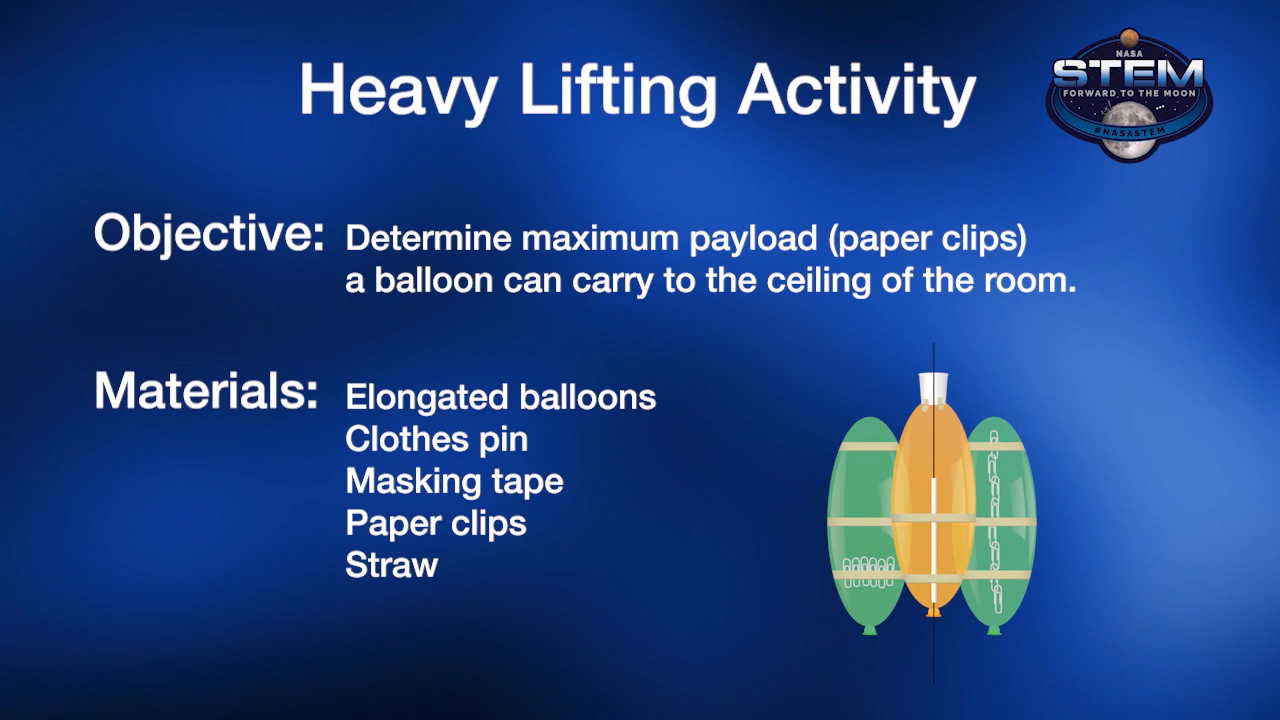 Heavy Lifting Activity
NASA
STEM
FORWARD TO THE MOON
#NASASTEM
Objective: Determine maximum payload (paper clips)
a balloon can carry to the ceiling of the room.
Materials: Elongated balloons
Clothes pin
Masking tape
Paper clips
Straw